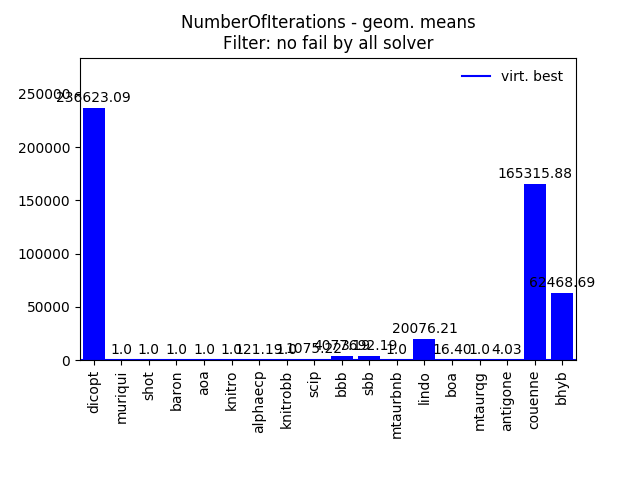 NumberOfIterations - geom. means
Filter: no fail by all solver
virt. best
250000
200000
150000
100000
50000
0
236623.09
1.0
1.0
1.0
1.0
1.0
121.19
1.0
1075.22
1.0
20076.21
16.40
1.0
4.03
165315.88
62468.69
dicopt
muriqui
shot
baron
aoa
knitro
alphaecp
knitrobb
scip
bbb
sbb
mtaurbnb
lindo
boa
mtaurqg
antigone
couenne
bhyb